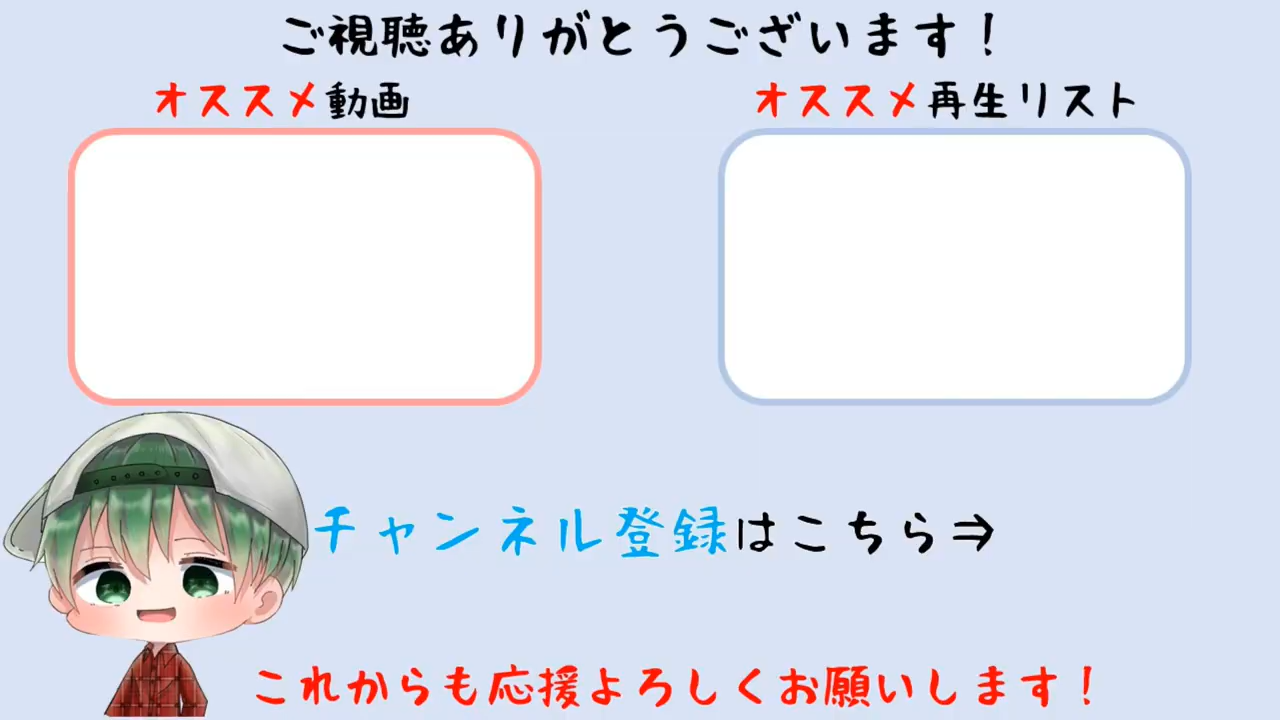 ご視聴ありがとうございます！
オススメ動画
オススメ再生リスト
チャンネル登録はこちら⇒
これからも応援よろしくお願いします！